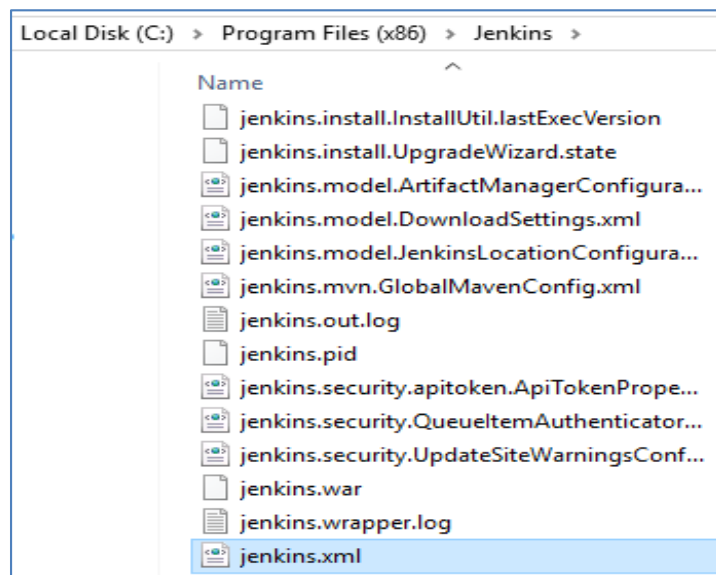 Local Disk (C:) > Program Files (x86) > Jenkins >
Name
jenkins.install.InstallUtil.lastExecVersion
jenkins.install.UpgradeWizard.state
jenkins.model.ArtifactManagerConfigura...
jenkins.model.DownloadSettings.xml
jenkins.model.JenkinsLocationConfigura...
jenkins.mvn.GlobalMavenConfig.xml
jenkins.out.log
jenkins.pid
jenkins.security.apitoken.ApiTokenPrope...
jenkins.security.QueueItemAuthenticator...
jenkins.security.UpdateSiteWarningsConf...
jenkins.war
jenkins.wrapper.log
jenkins.xml